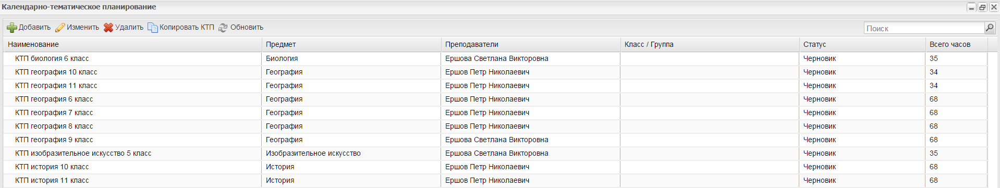 Календарно-тематическое планирование
Добавить Изменить Удалить Копировать КТП Обновить Поиск
Наименование Предмет Преподаватели Класс / Группа Статус Всего часов
КТП биология 6 класс Биология Ершова Светлана Викторовна Черновик 35
КТП география 10 класс География Ершов Петр Николаевич Черновик 34
КТП география 11 класс География Ершов Петр Николаевич Черновик 34
КТП география 6 класс География Ершов Петр Николаевич Черновик 68
КТП география 7 класс География Ершов Петр Николаевич Черновик 68
КТП география 8 класс География Ершов Петр Николаевич Черновик 68
КТП география 9 класс География Ершова Светлана Викторовна Черновик 68
КТП изобразительное искусство 5 класс Изобразительное искусство Ершова Светлана Викторовна Черновик 35
КТП история 10 класс История Ершов Петр Николаевич Черновик 68
КТП история 11 класс История Ершов Петр Николаевич Черновик 68